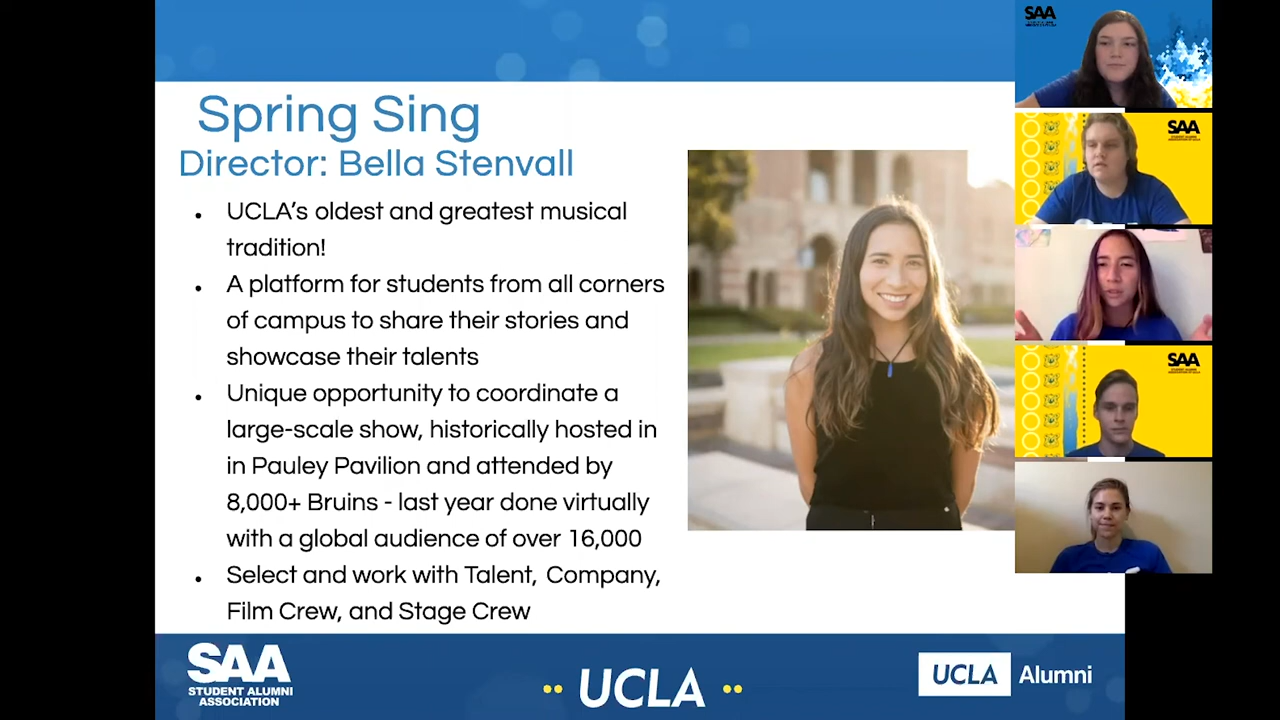 Spring Sing
Director: Bella Stenvall
• UCLA’s oldest and greatest musical
tradition!
• A platform for students from all corners
of campus to share their stories and
showcase their talents
• Unique opportunity to coordinate a
large-scale show, historically hosted in
in Pauley Pavilion and attended by
8,000+ Bruins - last year done virtually
with a global audience of over 16,000
• Select and work with Talent, Company,
Film Crew, and Stage Crew
SAA
STUDENT ALUMNI
ASSOCIATION
UCLA
UCLA Alumni
SAA
SAA
SAA